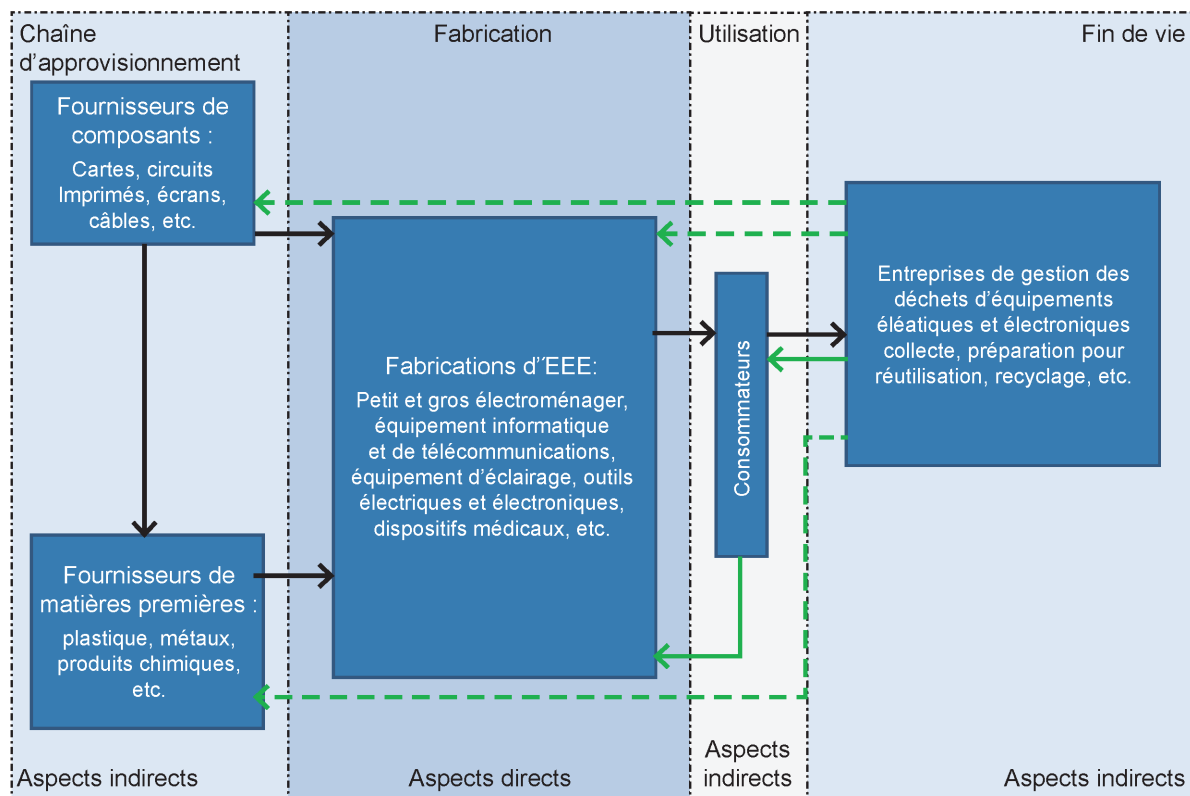 Chaîne
d’approvisionnement
Fabrication
Utilisation
Fin de vie
Fournisseurs de
composants :
Cartes, circuits
Imprimés, écrans,
câbles, etc.
Fabrications d’ʺEEE:
Petit et gros électroménager,
équipement informatique
et de télécommunications,
équipement d’éclairage, outils
électriques et électroniques,
dispositifs médicaux, etc.
Consommateurs
Entreprises de gestion des
déchets d’équipements
éléatiques et électroniques
collecte, préparation pour
réutilisation, recyclage, etc.
Fournisseurs de
matières premières :
plastique, métaux,
produits chimiques,
etc.
Aspects indirects
Aspects directs
Aspects
indirects
Aspects indirects